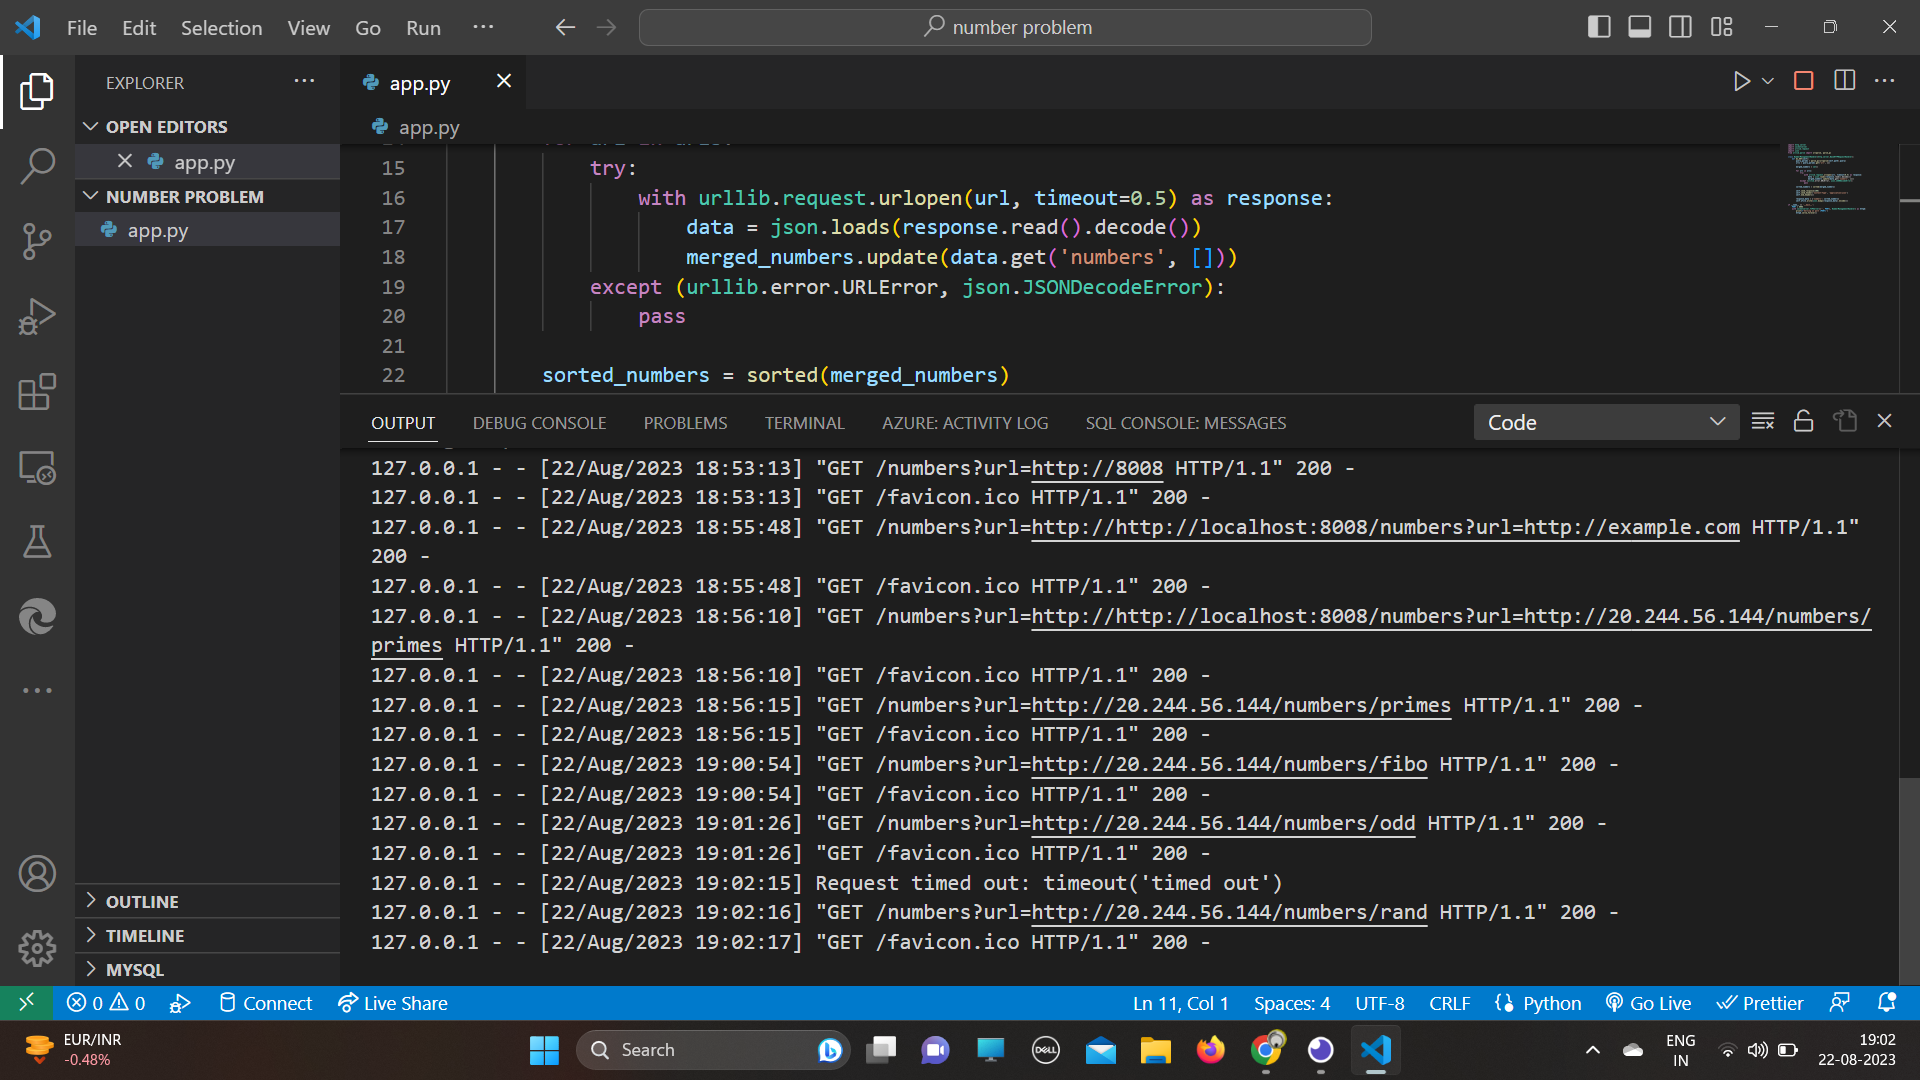 File Edit Selection View Go Run ··· number problem
EXPLORER ···
OPEN EDITORS
app.py
NUMBER PROBLEM
app.py
OUTLINE
TIMELINE
MYSQL
app.py
app.py
15 try:
16 with urllib.request.urlopen(url, timeout=0.5) as response:
17 data = json.loads(response.read().decode())
18 merged_numbers.update(data.get('numbers', []))
19 except (urllib.error.URLError, json.JSONDecodeError):
20 pass
21
22 sorted_numbers = sorted(merged_numbers)
OUTPUT DEBUG CONSOLE PROBLEMS TERMINAL AZURE: ACTIVITY LOG SQL CONSOLE: MESSAGES Code
127.0.0.1 - - [22/Aug/2023 18:53:13] "GET /numbers?url=http://8008 HTTP/1.1" 200 -
127.0.0.1 - - [22/Aug/2023 18:53:13] "GET /favicon.ico HTTP/1.1" 200 -
127.0.0.1 - - [22/Aug/2023 18:55:48] "GET /numbers?url=http://http://localhost:8008/numbers?url=http://example.com HTTP/1.1"
200 -
127.0.0.1 - - [22/Aug/2023 18:55:48] "GET /favicon.ico HTTP/1.1" 200 -
127.0.0.1 - - [22/Aug/2023 18:56:10] "GET /numbers?url=http://http://localhost:8008/numbers?url=http://20.244.56.144/numbers/
primes HTTP/1.1" 200 -
127.0.0.1 - - [22/Aug/2023 18:56:10] "GET /favicon.ico HTTP/1.1" 200 -
127.0.0.1 - - [22/Aug/2023 18:56:15] "GET /numbers?url=http://20.244.56.144/numbers/primes HTTP/1.1" 200 -
127.0.0.1 - - [22/Aug/2023 18:56:15] "GET /favicon.ico HTTP/1.1" 200 -
127.0.0.1 - - [22/Aug/2023 19:00:54] "GET /numbers?url=http://20.244.56.144/numbers/fibo HTTP/1.1" 200 -
127.0.0.1 - - [22/Aug/2023 19:00:54] "GET /favicon.ico HTTP/1.1" 200 -
127.0.0.1 - - [22/Aug/2023 19:01:26] "GET /numbers?url=http://20.244.56.144/numbers/odd HTTP/1.1" 200 -
127.0.0.1 - - [22/Aug/2023 19:01:26] "GET /favicon.ico HTTP/1.1" 200 -
127.0.0.1 - - [22/Aug/2023 19:02:15] Request timed out: timeout('timed out')
127.0.0.1 - - [22/Aug/2023 19:02:16] "GET /numbers?url=http://20.244.56.144/numbers/rand HTTP/1.1" 200 -
127.0.0.1 - - [22/Aug/2023 19:02:17] "GET /favicon.ico HTTP/1.1" 200 -
0 0 Connect Live Share Ln 11, Col 1 Spaces: 4 UTF-8 CRLF Python Go Live Prettier
EUR/INR
-0.48%
Search
DELL
ENG
IN
19:02
22-08-2023